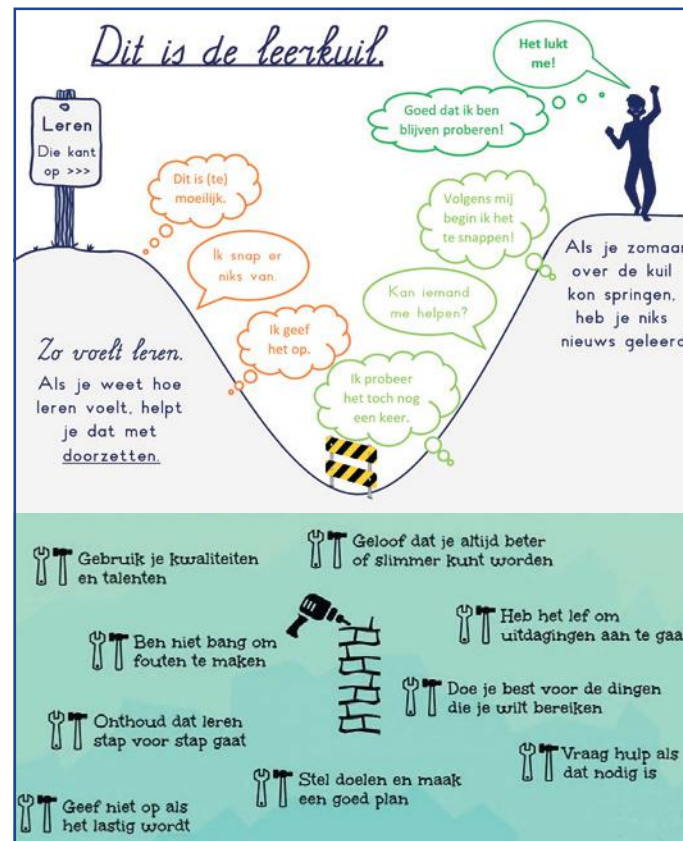 Dit is de leerkuil.
Leren
Die kant
op >>>
Dit is (te)
moeilijk.
Ik snap er
niks van.
Ik geef
het op.
Zo voelt leren.
Als je weet hoe
leren voelt, helpt
je dat met
doorzetten.
Ik probeer
het toch nog
een keer.
Kan iemand
me helpen?
Volgens mij
begin ik het
te snappen!
Goed dat ik ben
blijven proberen!
Het lukt
me!
Als je zomaar
over de kuil
kon springen,
heb je niks
nieuws geleerd
Gebruik je kwaliteiten
en talenten
Geloof dat je altijd beter
of slimmer kunt worden
Ben niet bang om
fouten te maken
Heb het lef om
uitdagingen aan te gaa
Onthoud dat leren
stap voor stap gaat
Doe je best voor de dingen
die je wilt bereiken
Geef niet op als
het lastig wordt
Stel doelen en maak
een goed plan
Vraag hulp als
dat nodig is